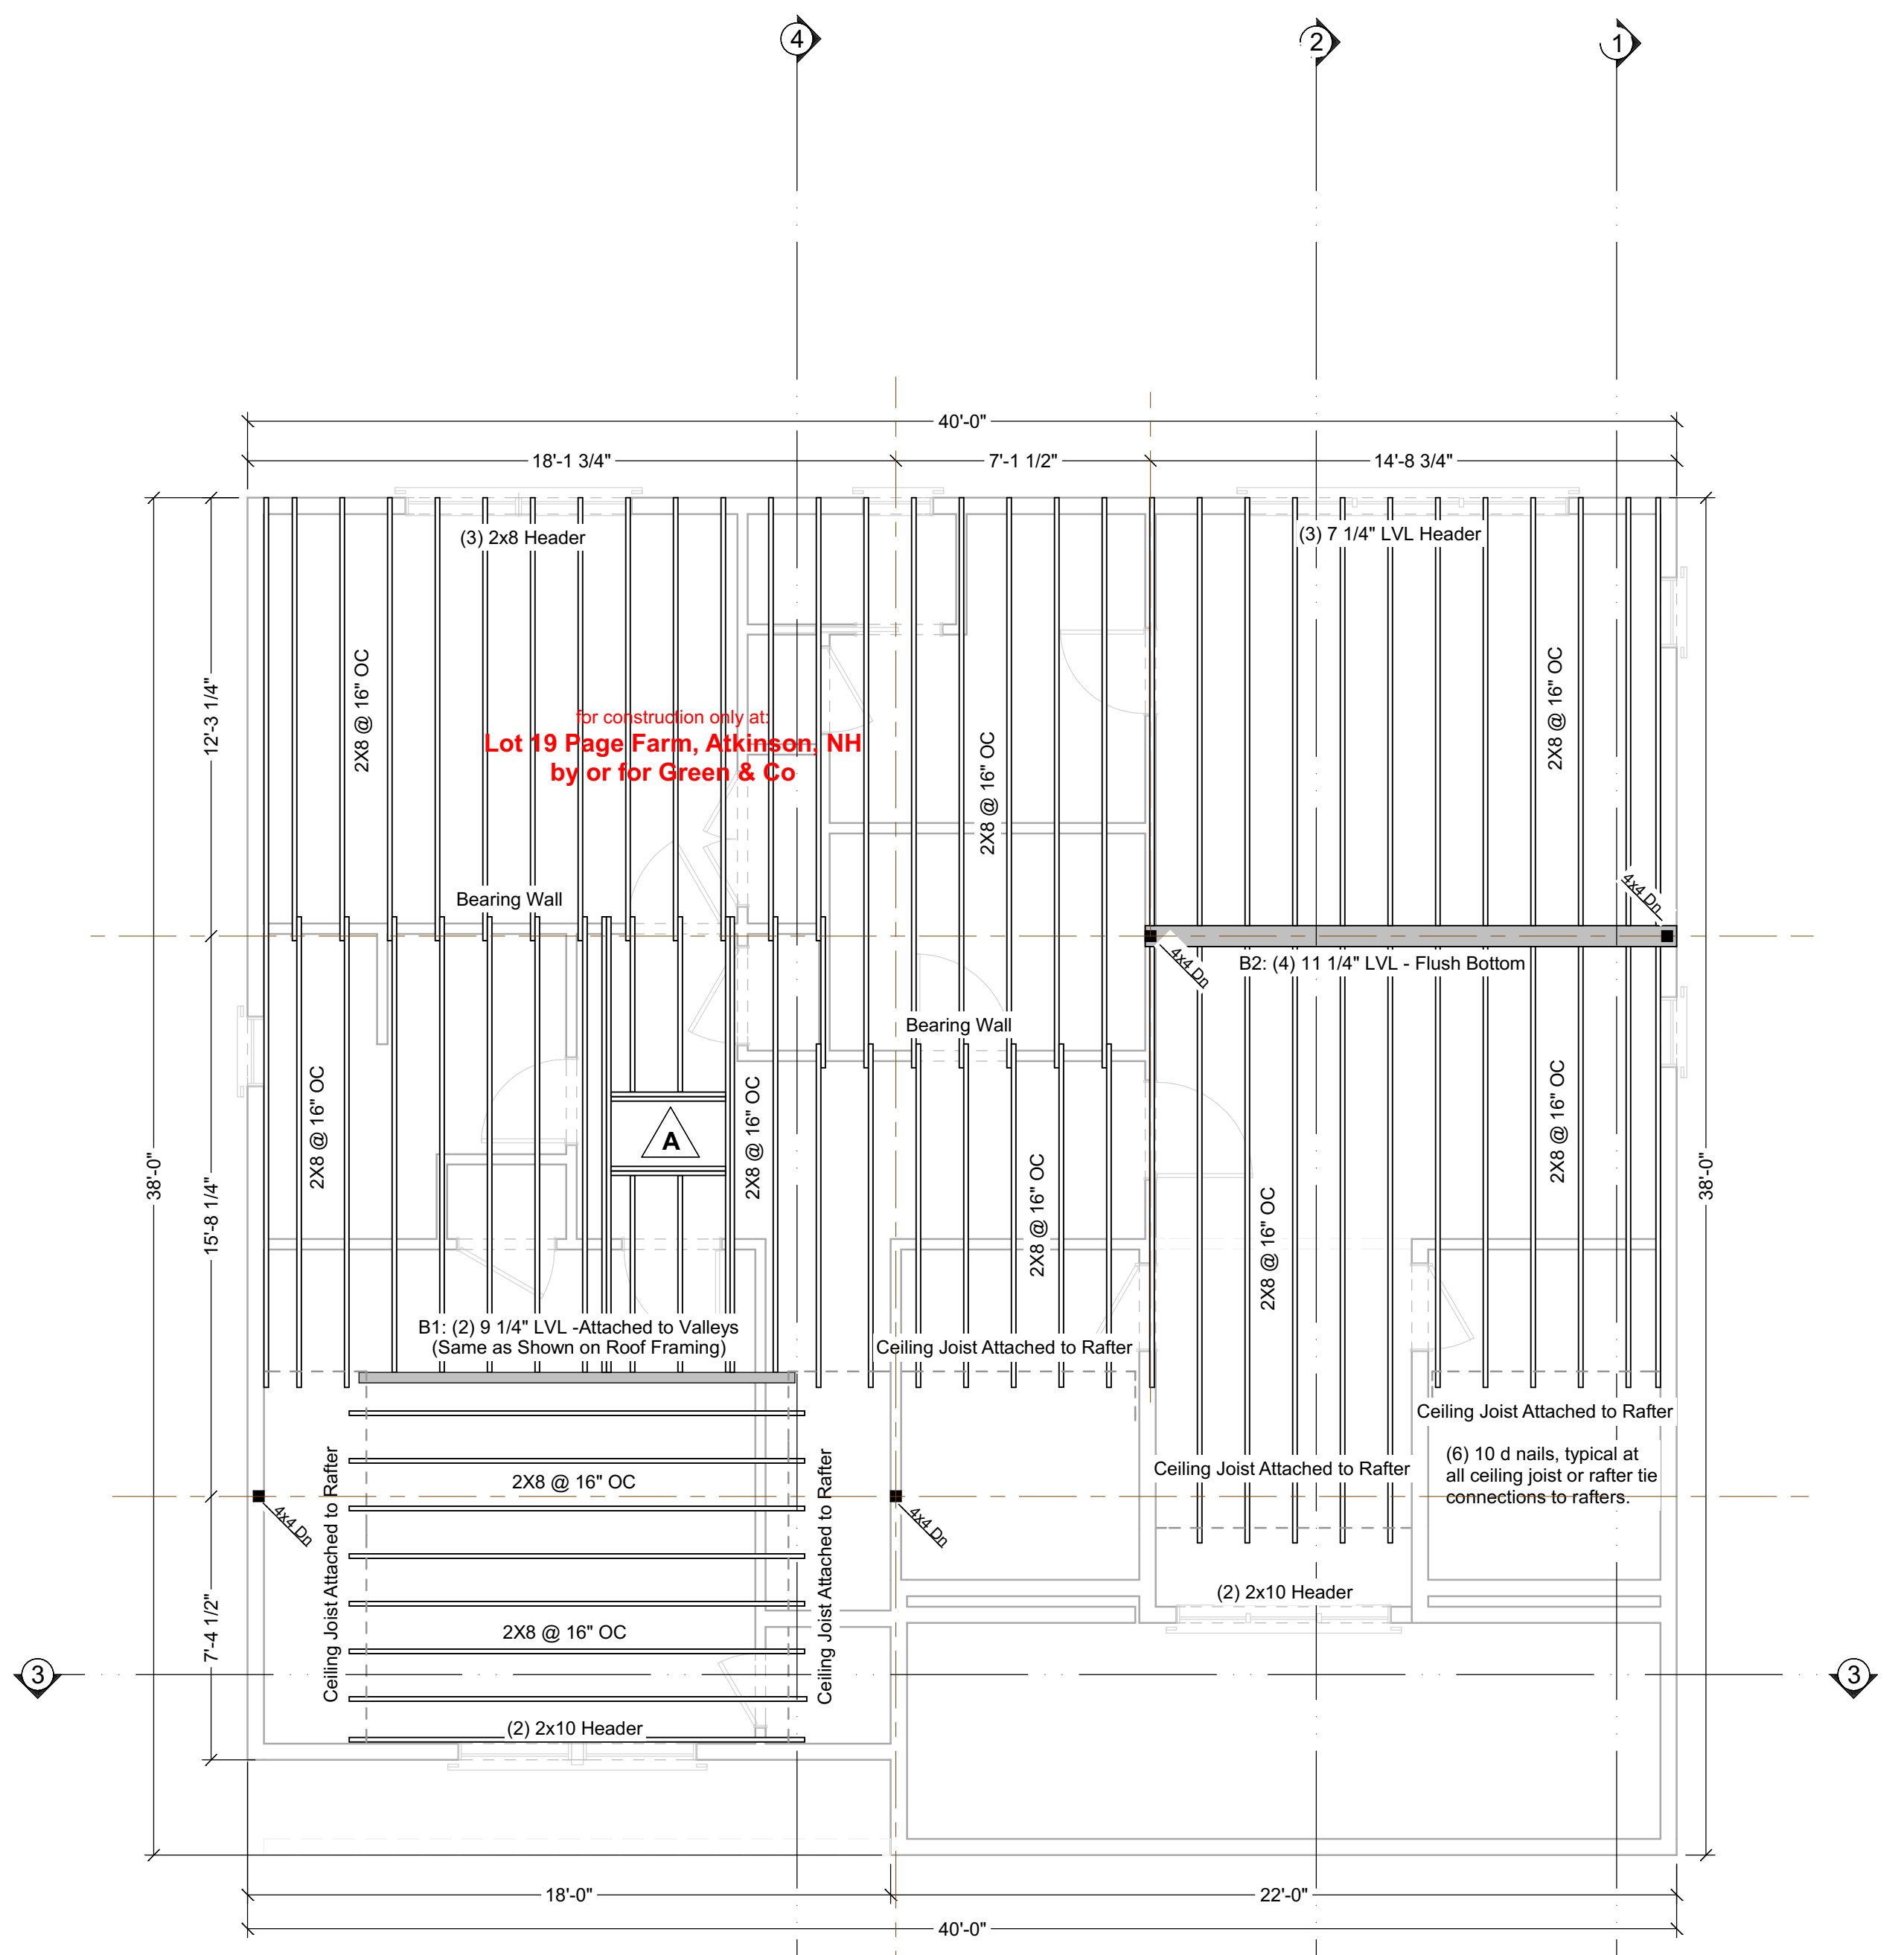 4
2
1
40'-0"
18'-1 3/4"
7'-1 1/2"
14'-8 3/4"
(3) 2x8 Header
(3) 7 1/4" LVL Header
12'-3 1/4"
2X8 @ 16" OC
2X8 @ 16" OC
for construction only at:
Lot 19 Page Farm, Atkinson, NH
by or for Green & Co
2X8 @ 16" OC
Bearing Wall
4x4 Dn
4x4 Dn
B2: (4) 11 1/4" LVL - Flush Bottom
Bearing Wall
2X8 @ 16" OC
2X8 @ 16" OC
2X8 @ 16" OC
A
38'-0"
15'-8 1/4"
38'-0"
2X8 @ 16" OC
2X8 @ 16" OC
B1: (2) 9 1/4" LVL -Attached to Valleys
(Same as Shown on Roof Framing)
Ceiling Joist Attached to Rafter
Ceiling Joist Attached to Rafter
Ceiling Joist Attached to Rafter
(6) 10 d nails, typical at
all ceiling joist or rafter tie
connections to rafters.
2X8 @ 16" OC
4x4 Dn
4x4 Dn
Ceiling Joist Attached to Rafter
Ceiling Joist Attached to Rafter
(2) 2x10 Header
7'-4 1/2"
2X8 @ 16" OC
3
3
(2) 2x10 Header
18'-0"
22'-0"
40'-0"